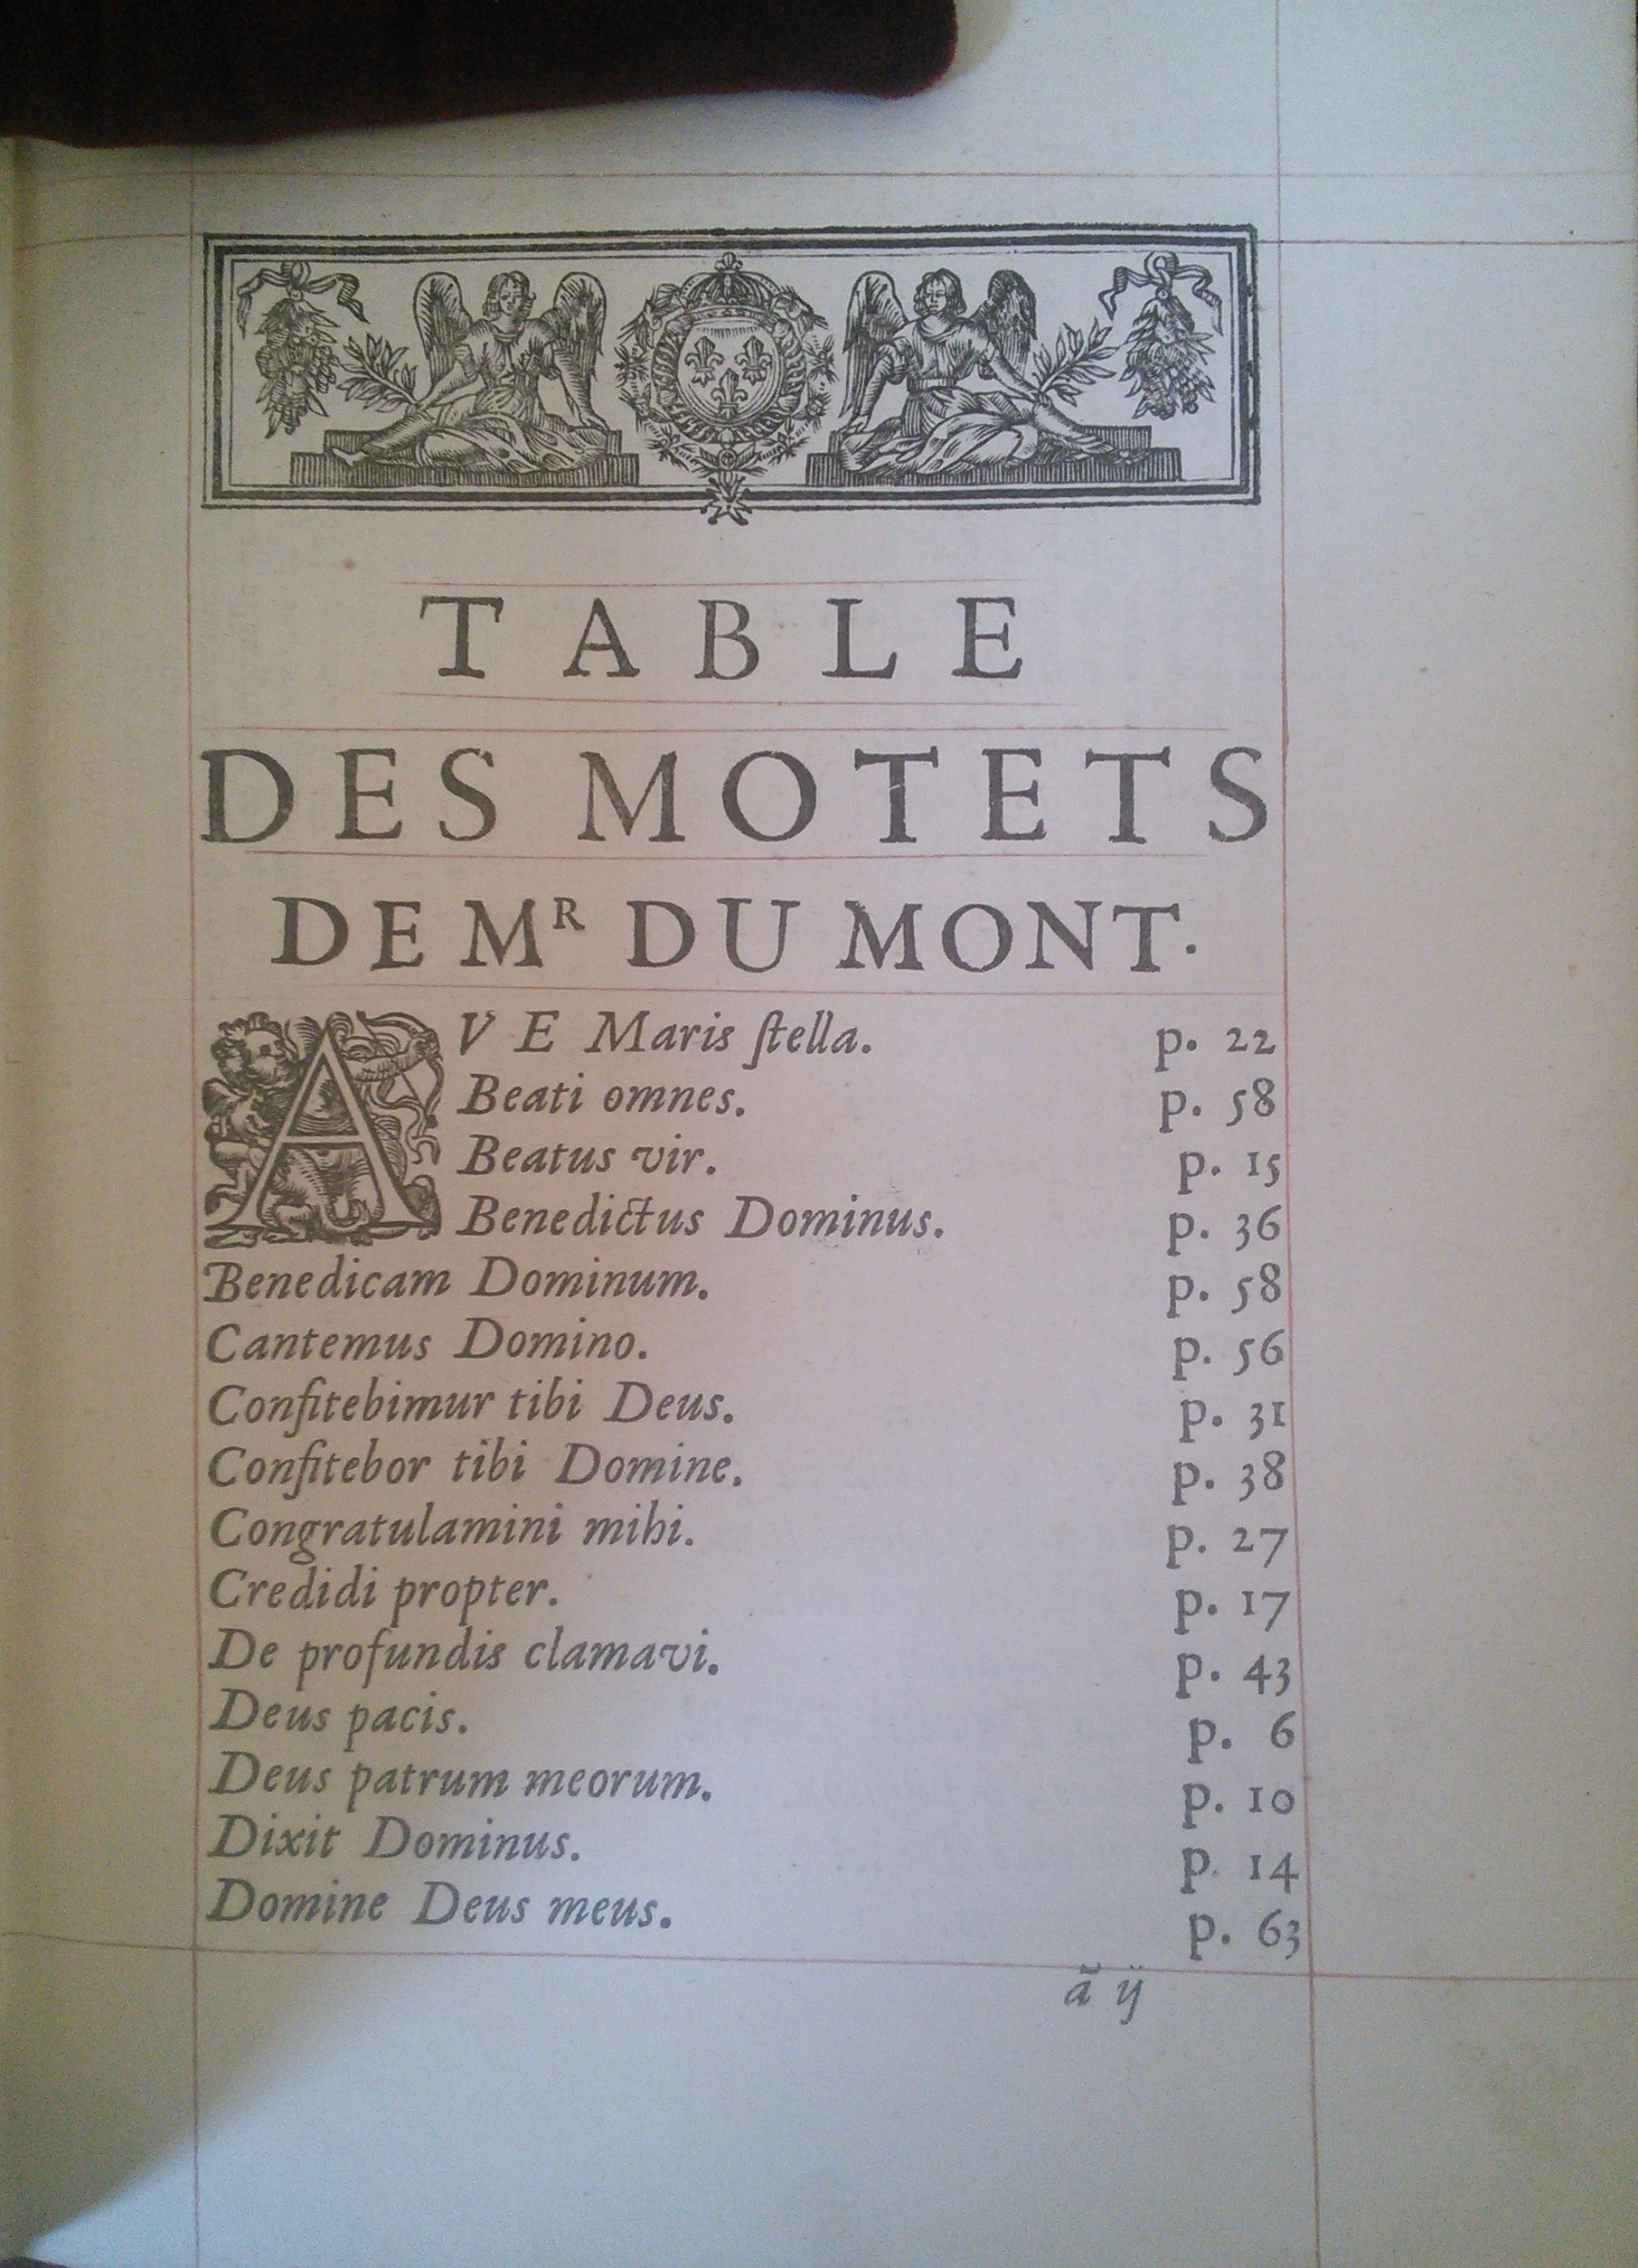 TABLE
DES MOTETS
DE MR DU MONT.
AVE Maris ſtella. p. 22
Beati omnes. p. 58
Beatus vir. p. 15
Benedictus Dominus. p. 36
Benedicam Dominum. p. 58
Cantemus Domino. p. 56
Confitebimur tibi Deus. p. 31
Confitebor tibi Domine. p. 38
Congratulamini mihi. p. 27
Credidi propter. p. 17
De profundis clamavi. p. 43
Deus pacis. p. 6
Deus patrum meorum. p. 10
Dixit Dominus. p. 14
Domine Deus meus. p. 63
ã ij